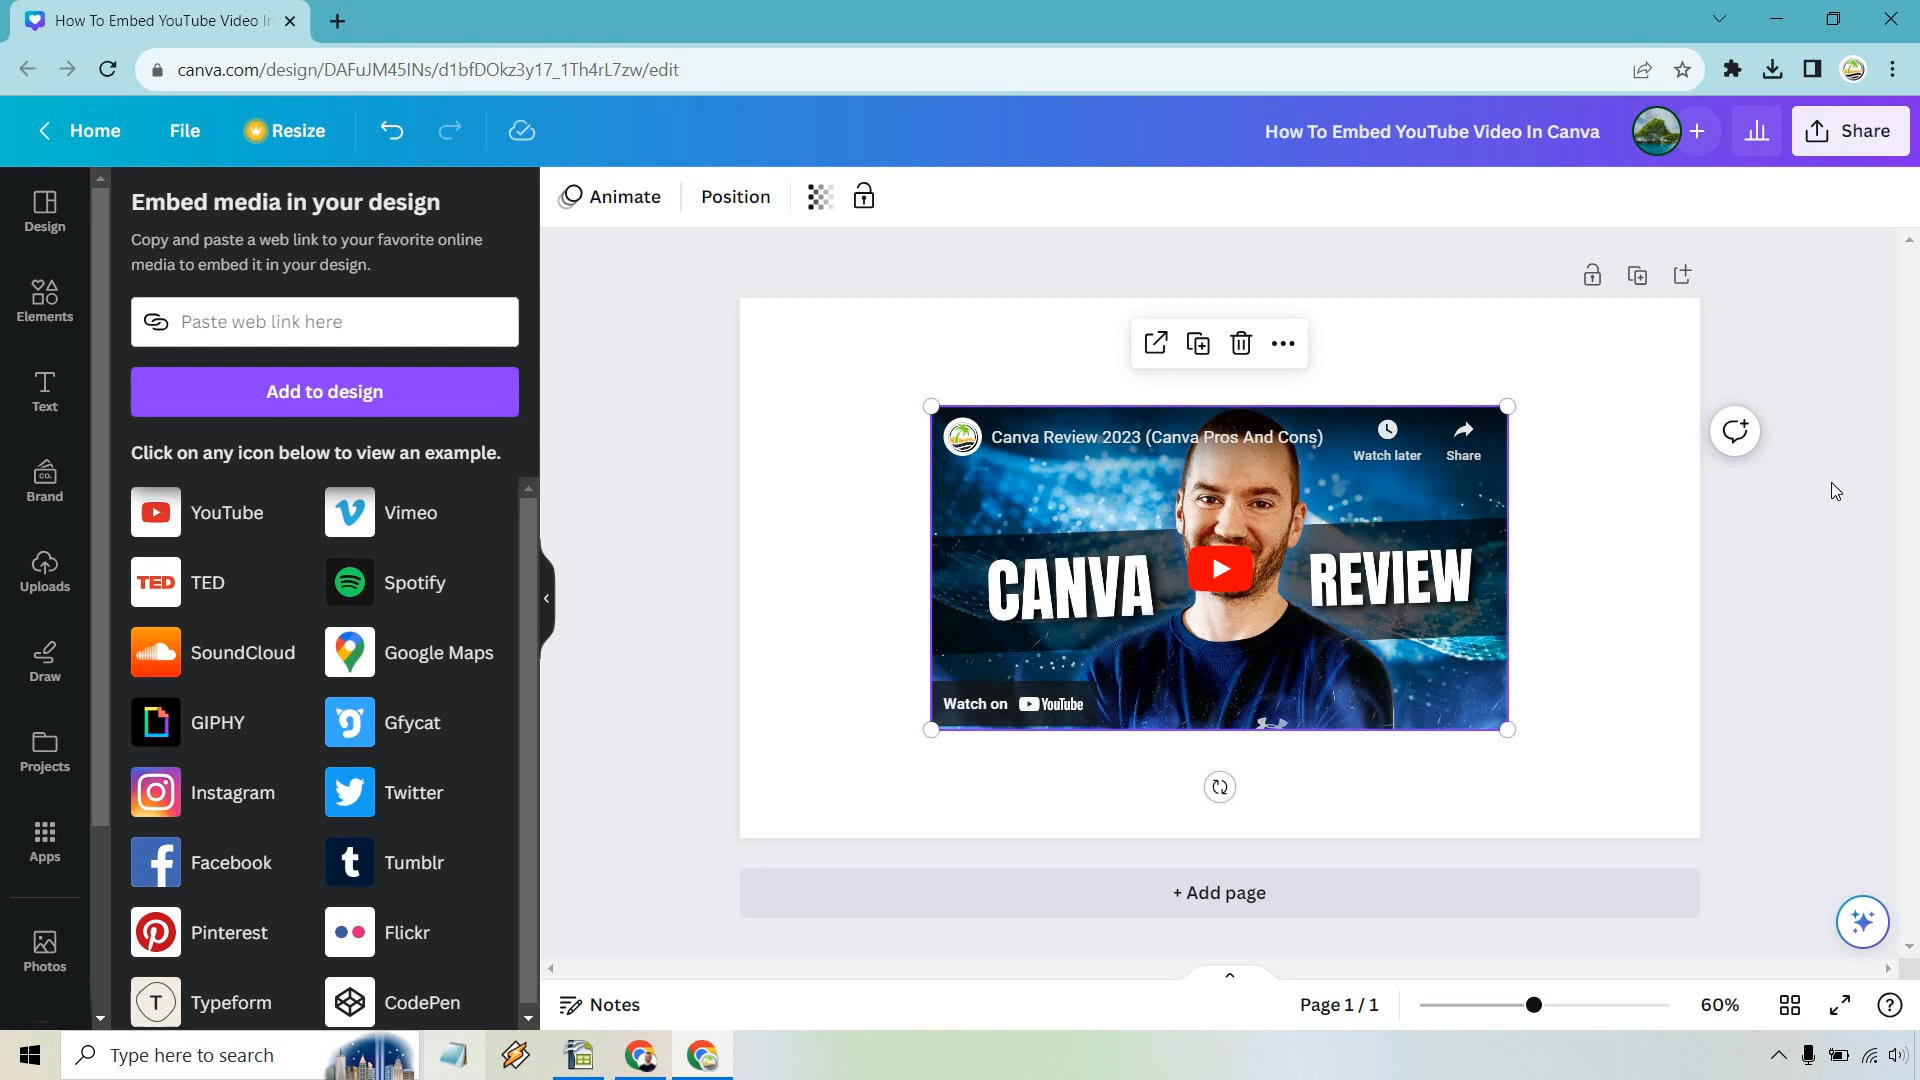 How To Embed YouTube Video In
canva.com/design/DAFuJM45INs/d1bfDOkz3y17_1Th4rL7zw/edit
Home
File
Resize
How To Embed YouTube Video In Canva
Share
Design
Elements
Text
Brand
CO.
Uploads
Draw
Projects
Apps
Photos
Embed media in your design
Copy and paste a web link to your favorite online
media to embed it in your design.
Paste web link here
Add to design
Click on any icon below to view an example.
YouTube
Vimeo
TED
TED
Spotify
SoundCloud
Google Maps
GIPHY
Gfycat
Instagram
Twitter
Facebook
Tumblr
Pinterest
Flickr
T
Typeform
CodePen
Animate
Position
Canva Review 2023 (Canva Pros And Cons)
Watch later
Share
CANVA
REVIEW
Watch on YouTube
+ Add page
Notes
Page 1 / 1
60%
Type here to search